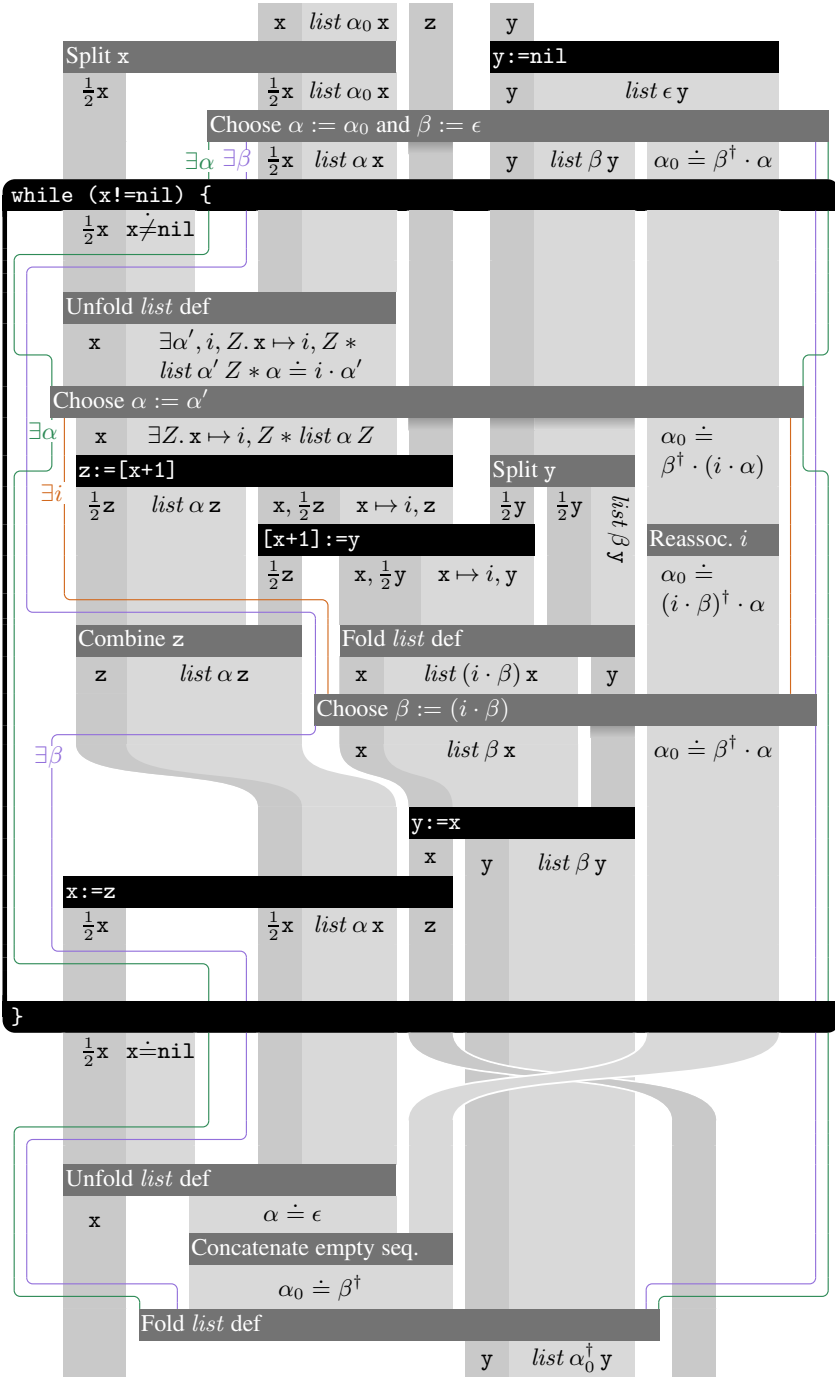 x list α₀ x z y
Split x y:=nil
½x ½x list α₀ x y list ϵ y
Choose α := α₀ and β := ϵ
∃α ∃β ½x list α x y list β y α₀ ≐ β† · α
while (x!=nil) {
½x x≠̇nil
Unfold list def
x ∃α′, i, Z. x ↦ i, Z ∗
list α′ Z ∗ α ≐ i · α′
Choose α := α′
∃α x ∃Z. x ↦ i, Z ∗ list α Z α₀ ≐
β† · (i · α)
z:=[x+1] Split y
∃i ½z list α z x, ½z x ↦ i, z ½y ½y list β y
[x+1]:=y Reassoc. i
½z x, ½y x ↦ i, y α₀ ≐
(i · β)† · α
Combine z Fold list def
z list α z x list (i · β) x y
Choose β := (i · β)
∃β x list β x α₀ ≐ β† · α
y:=x
x y list β y
x:=z
½x ½x list α x z
}
½x x≐nil
Unfold list def
x α ≐ ϵ
Concatenate empty seq.
α₀ ≐ β†
Fold list def
y list α₀† y